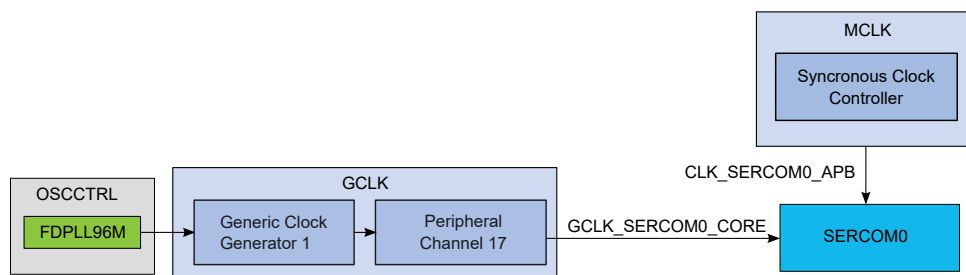 MCLK
Syncronous Clock
Controller
CLK_SERCOM0_APB
OSCCTRL
FDPLL96M
GCLK
Generic Clock
Generator 1
Peripheral
Channel 17
GCLK_SERCOM0_CORE
SERCOM0